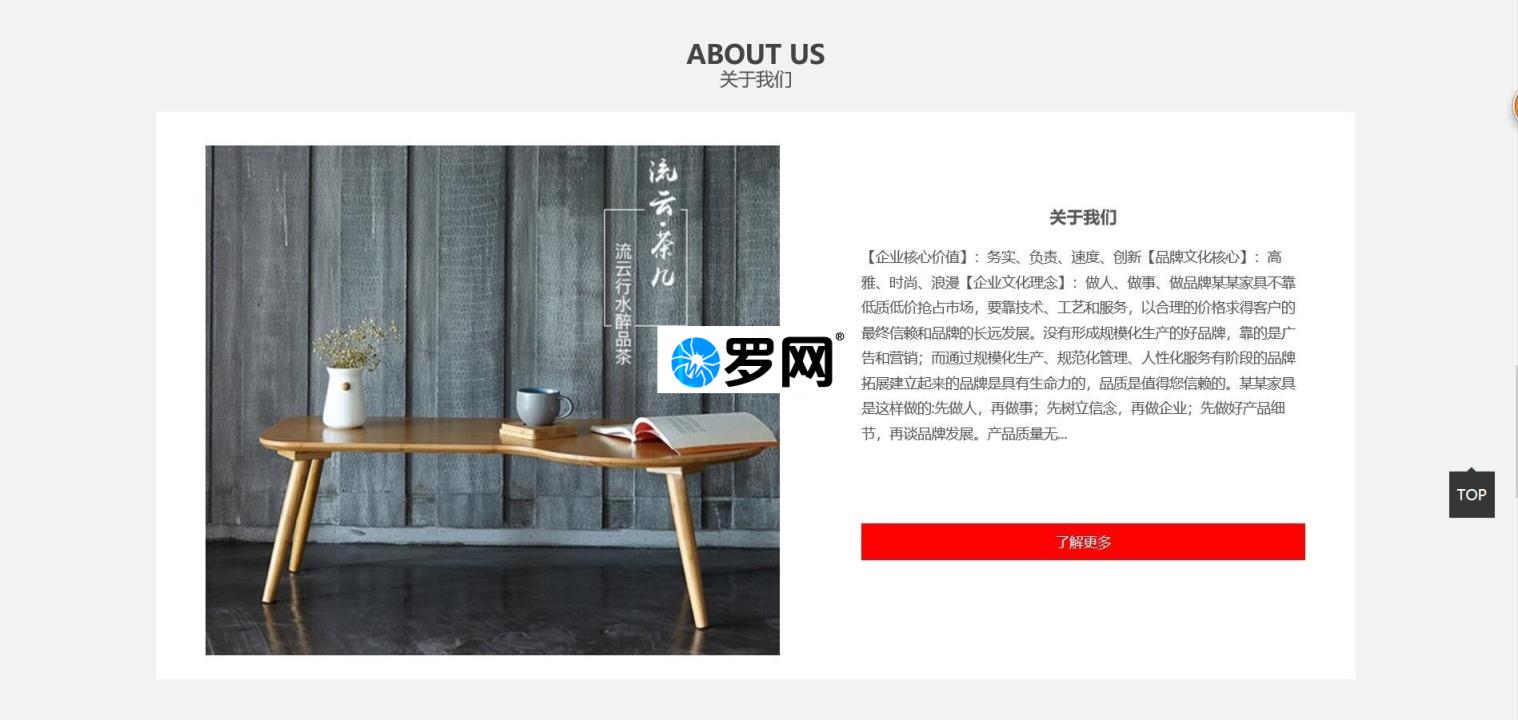 ABOUT US
关于我们
流云·茶几
流云行水醉品茶
罗网®
关于我们
【企业核心价值】：务实、负责、速度、创新【品牌文化核心】：高
雅、时尚、浪漫【企业文化理念】：做人、做事、做品牌某某家具不靠
低质低价抢占市场，要靠技术、工艺和服务，以合理的价格求得客户的
最终信赖和品牌的长远发展。没有形成规模化生产的好品牌，靠的是广
告和营销；而通过规模化生产、规范化管理、人性化服务有阶段的品牌
拓展建立起来的品牌是具有生命力的，品质是值得您信赖的。某某家具
是这样做的:先做人，再做事；先树立信念，再做企业；先做好产品细
节，再谈品牌发展。产品质量无...
了解更多
TOP